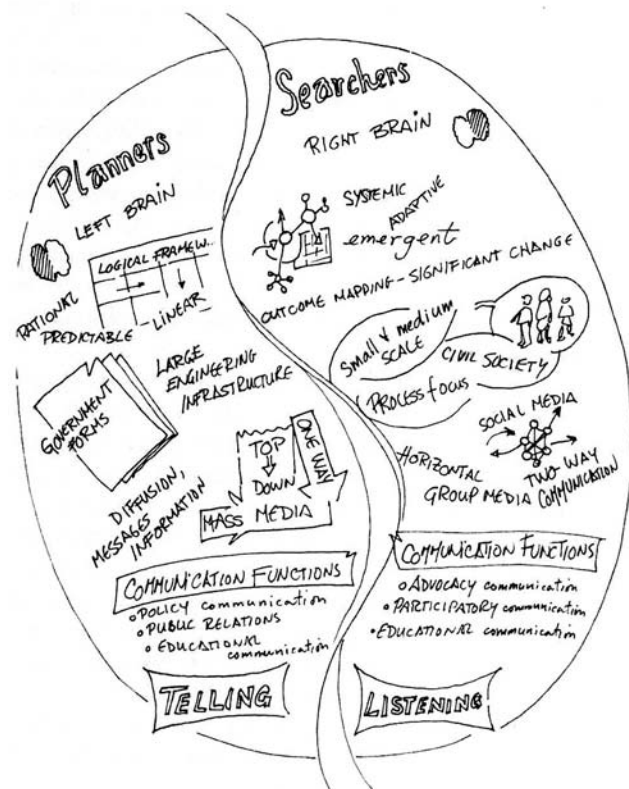 Planners
LEFT BRAIN
LOGICAL FRAMEW...
LINEAR
RATIONAL
PREDICTABLE
LARGE
ENGINEERING
INFRASTRUCTURE
GOVERNMENT
FORMS
DIFFUSION,
MESSAGES
INFORMATION
TOP
DOWN
ONE WAY
MASS MEDIA
COMMUNICATION FUNCTIONS
POLICY communication
PUBLIC RELATIONS
EDUCATIONAL
communication
TELLING
Searchers
RIGHT BRAIN
SYSTEMIC
ADAPTIVE
emergent
OUTCOME MAPPING - SIGNIFICANT CHANGE
Small & medium
SCALE
CIVIL SOCIETY
PROCESS FOCUS
SOCIAL MEDIA
HORIZONTAL
GROUP MEDIA
TWO-WAY
COMMUNICATION
COMMUNICATION FUNCTIONS
ADVOCACY communication
PARTICIPATORY communication
EDUCATIONAL communication
LISTENING